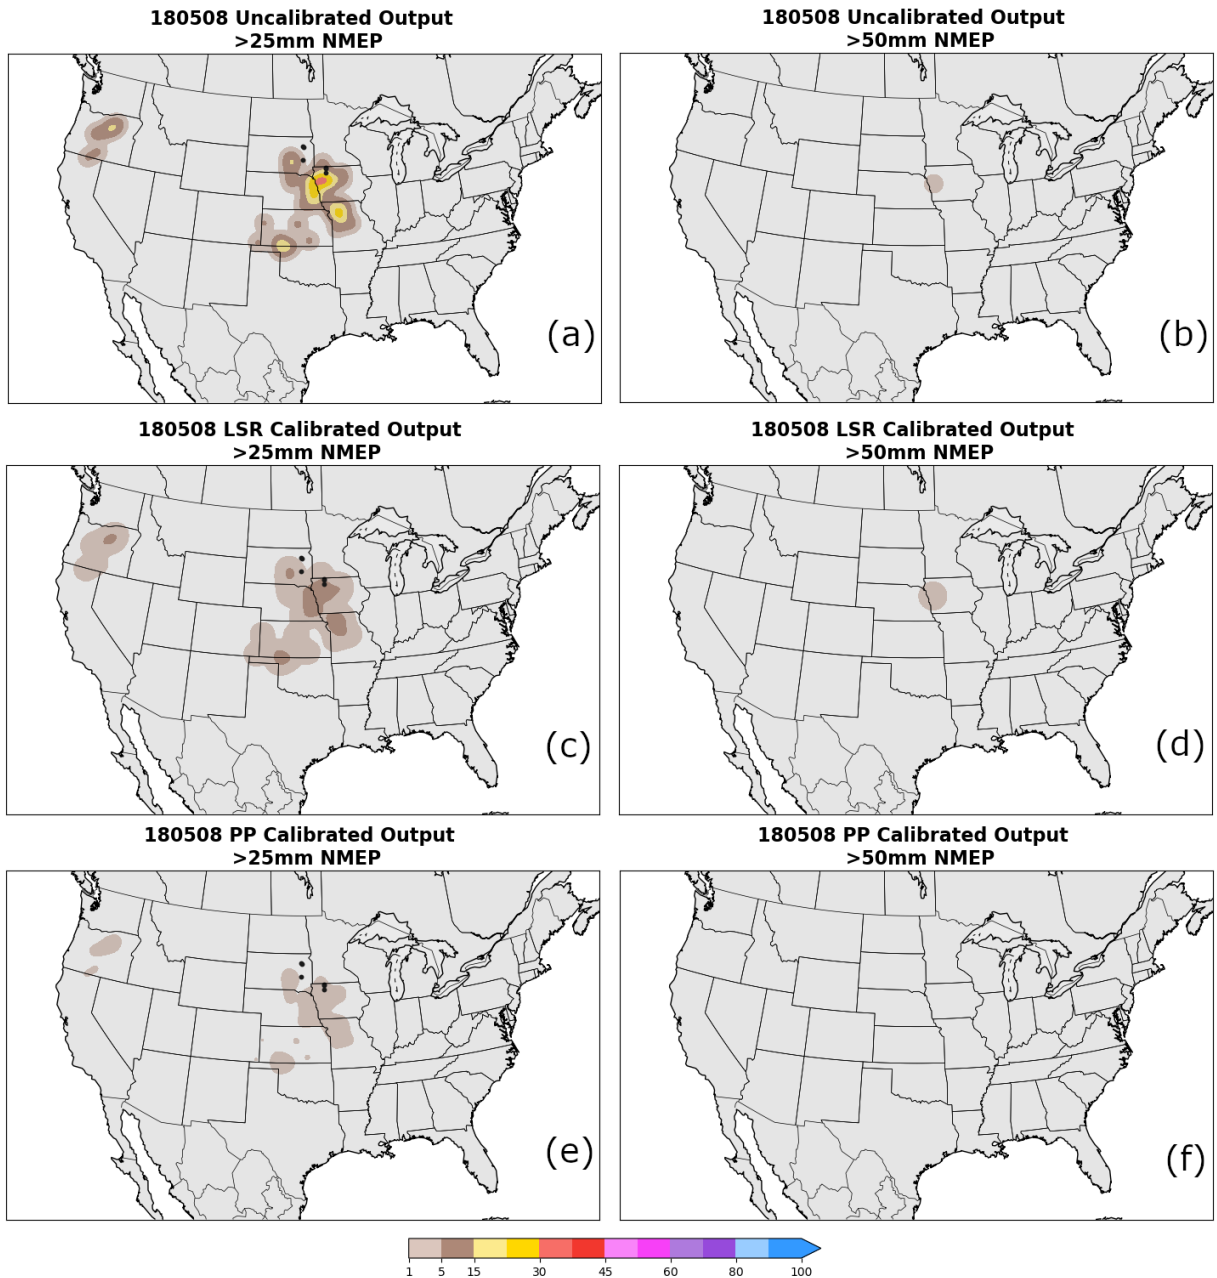 180508 Uncalibrated Output
>25mm NMEP
180508 Uncalibrated Output
>50mm NMEP
(a)
(b)
180508 LSR Calibrated Output
>25mm NMEP
180508 LSR Calibrated Output
>50mm NMEP
(c)
(d)
180508 PP Calibrated Output
>25mm NMEP
180508 PP Calibrated Output
>50mm NMEP
(e)
(f)
1 5 15 30 45 60 80 100